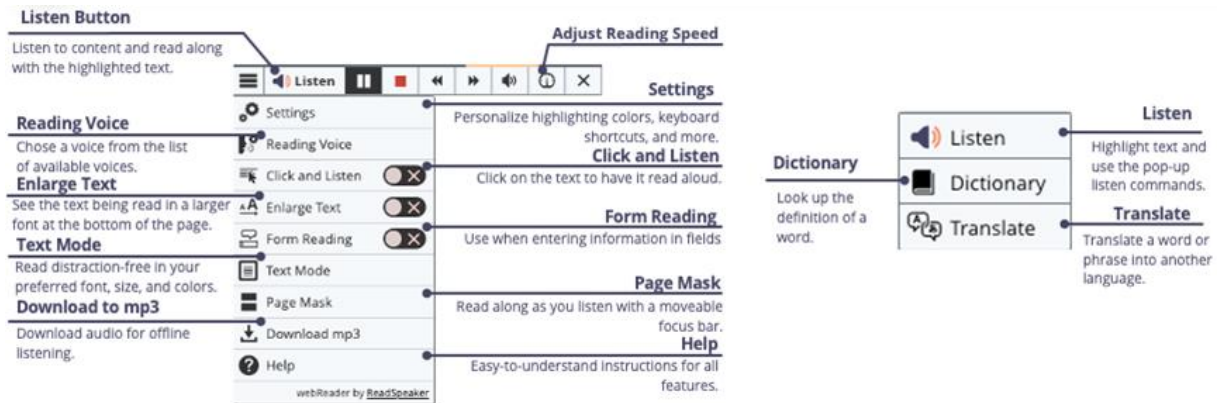 Listen Button
Listen to content and read along
with the highlighted text.
Reading Voice
Chose a voice from the list
of available voices.
Enlarge Text
See the text being read in a larger
font at the bottom of the page.
Text Mode
Read distraction-free in your
preferred font, size, and colors.
Download to mp3
Download audio for offline
listening.
Listen
Settings
Reading Voice
Click and Listen
Enlarge Text
Form Reading
Text Mode
Page Mask
Download mp3
Help
webReader by ReadSpeaker
Adjust Reading Speed
Settings
Personalize highlighting colors, keyboard
shortcuts, and more.
Click and Listen
Click on the text to have it read aloud.
Form Reading
Use when entering information in fields
Page Mask
Read along as you listen with a moveable
focus bar.
Help
Easy-to-understand instructions for all
features.
Dictionary
Look up the
definition of a
word.
Listen
Dictionary
Translate
Listen
Highlight text and
use the pop-up
listen commands.
Translate
Translate a word or
phrase into another
language.